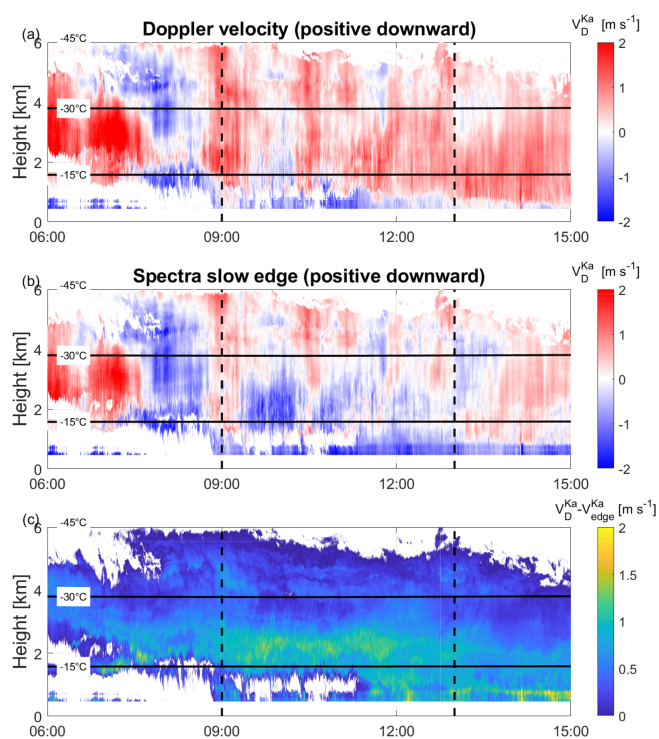 (a)
Doppler velocity (positive downward)
V_D^Ka [m s⁻¹]
-45°C
-30°C
-15°C
Height [km]
6
4
2
0
06:00
09:00
12:00
15:00
2
1
0
-1
-2
(b)
Spectra slow edge (positive downward)
V_D^Ka [m s⁻¹]
-45°C
-30°C
-15°C
Height [km]
6
4
2
0
06:00
09:00
12:00
15:00
2
1
0
-1
-2
(c)
V_D^Ka-V_edge^Ka [m s⁻¹]
-45°C
-30°C
-15°C
Height [km]
6
4
2
0
06:00
09:00
12:00
15:00
2
1.5
1
0.5
0